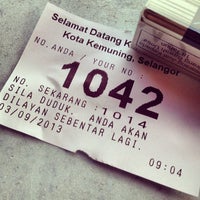 Selamat Datang K
Kota Kemuning, Selangor
NO. ANDA / YOUR NO :
1042
NO. SEKARANG : 1014
SILA DUDUK. ANDA AKAN
DILAYAN SEBENTAR LAGI.
03/09/2013 09:04